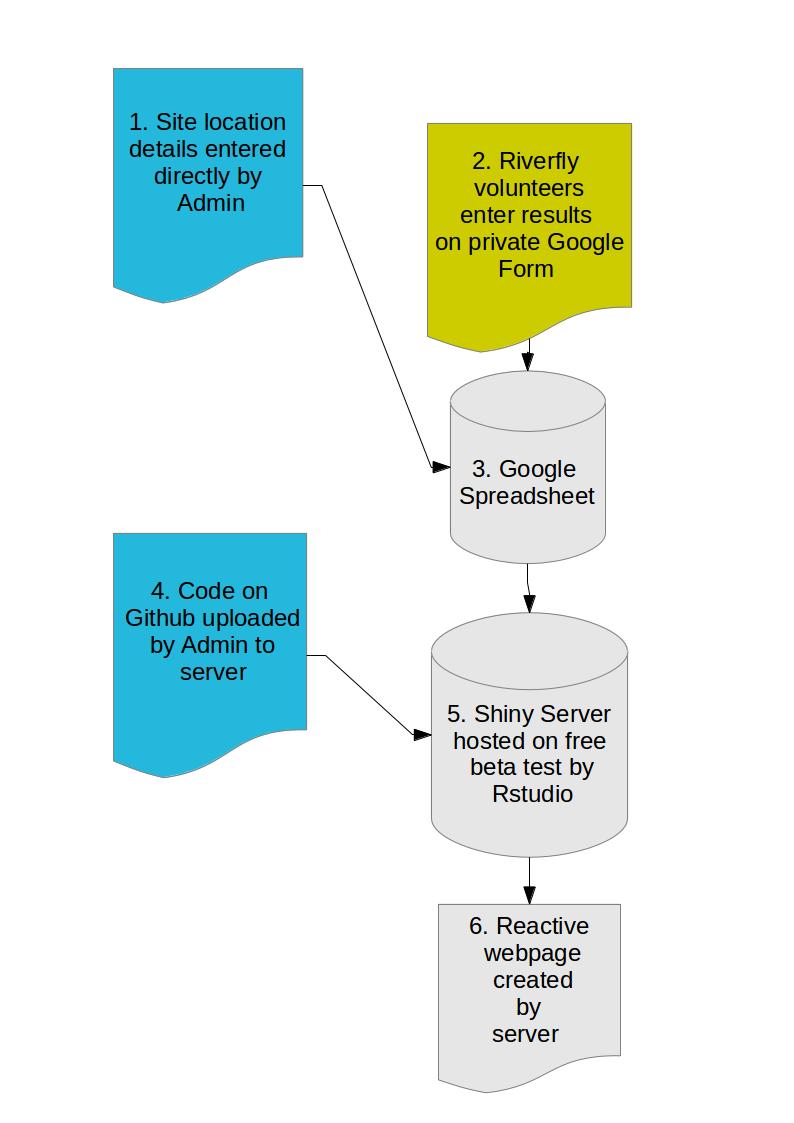 1. Site location
details entered
directly by
Admin
2. Riverfly
volunteers
enter results
on private Google
Form
3. Google
Spreadsheet
4. Code on
Github uploaded
by Admin to
server
5. Shiny Server
hosted on free
beta test by
Rstudio
6. Reactive
webpage
created
by
server